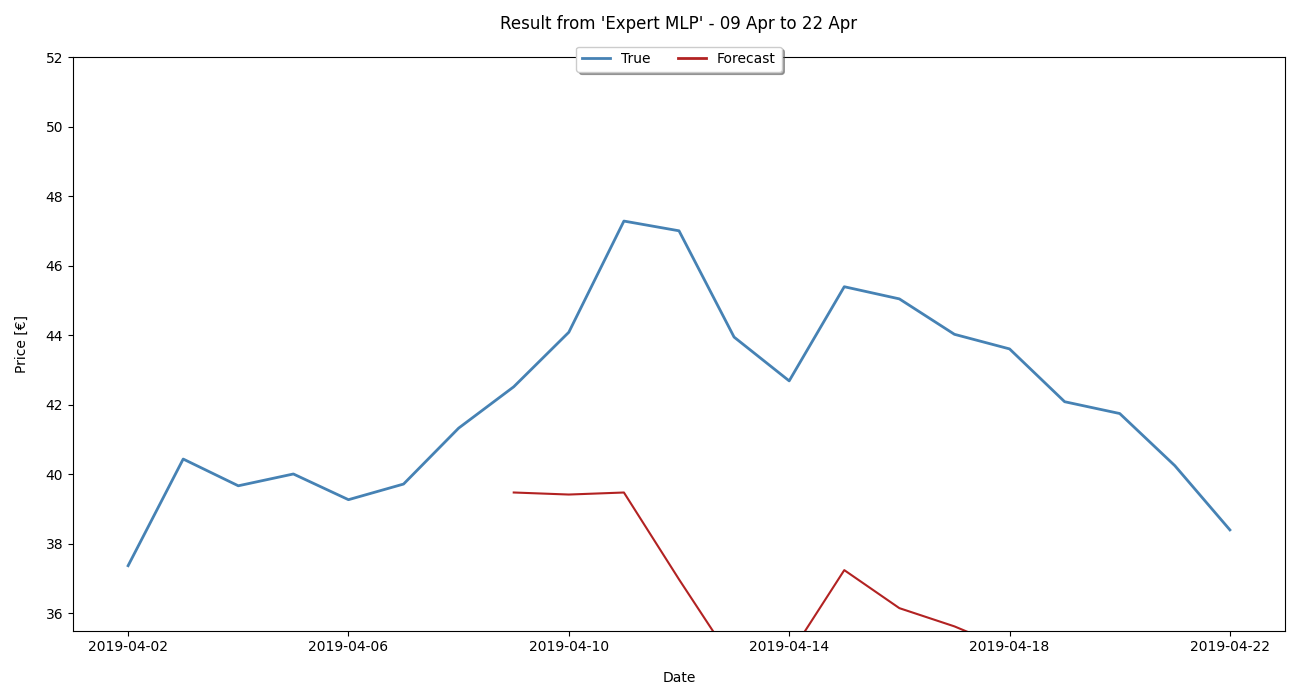 Result from 'Expert MLP' - 09 Apr to 22 Apr
True Forecast
52
50
48
46
44
42
40
38
36
Price [€]
2019-04-02 2019-04-06 2019-04-10 2019-04-14 2019-04-18 2019-04-22
Date